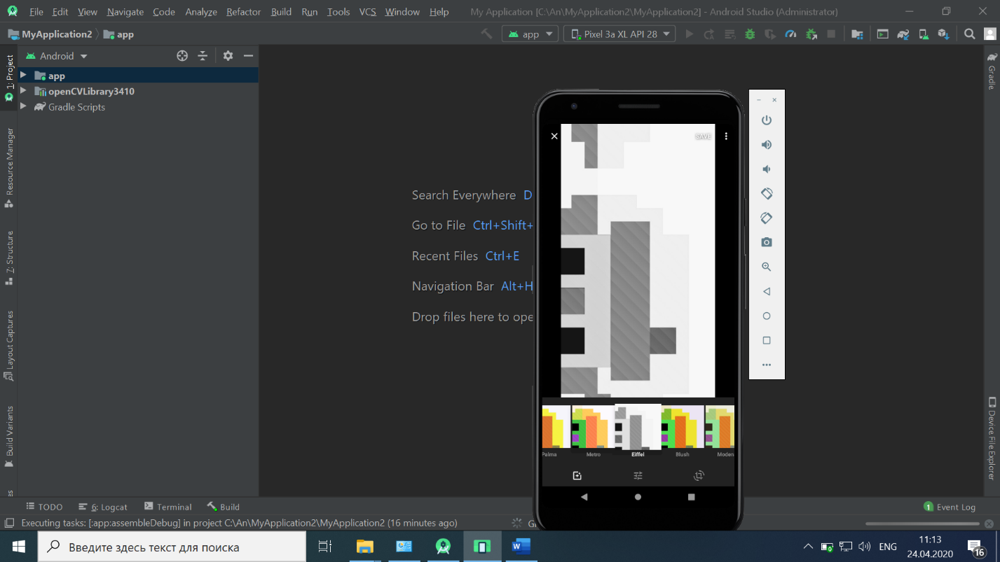 File Edit View Navigate Code Analyze Refactor Build Run Tools VCS Window Help My Application [C:\An\MyApplication2\MyApplication2] - Android Studio (Administrator)
MyApplication2 app app Pixel 3a XL API 28
Android
app
openCVLibrary3410
Gradle Scripts
1: Project
Resource Manager
7: Structure
Layout Captures
Build Variants
Gradle
Device File Explorer
Search Everywhere D
Go to File Ctrl+Shift+
Recent Files Ctrl+E
Navigation Bar Alt+H
Drop files here to ope
SAVE
Palma Metro Eiffel Blush Moden
TODO 6: Logcat Terminal Build 1 Event Log
Executing tasks: [:app:assembleDebug] in project C:\An\MyApplication2\MyApplication2 (16 minutes ago)
Введите здесь текст для поиска
W ENG 11:13
24.04.2020
16